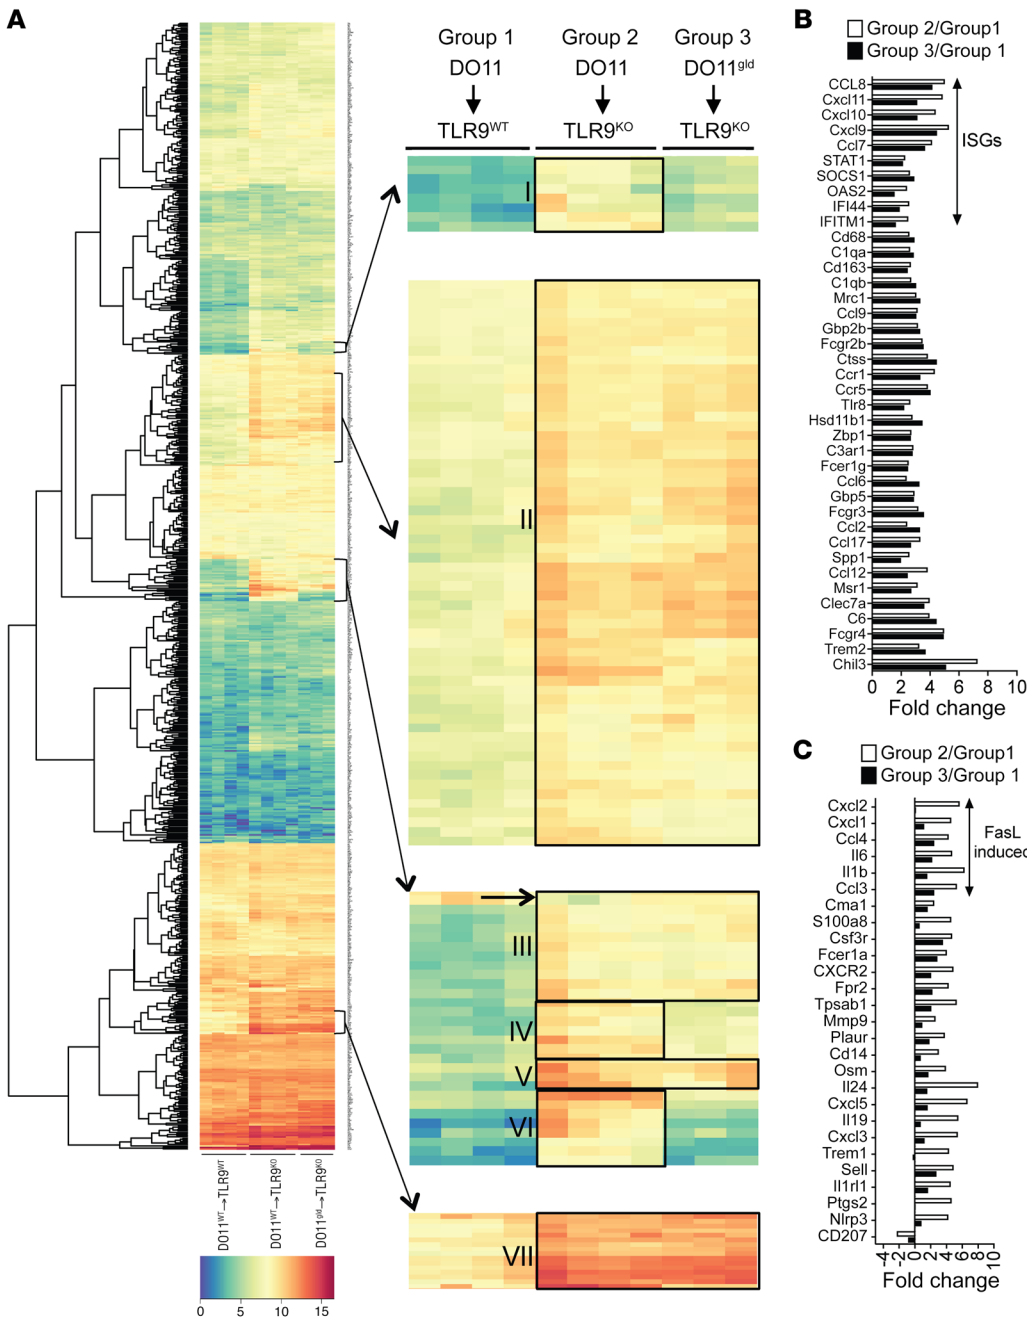 A
Group 1
DO11
TLR9WT
Group 2
DO11
TLR9KO
Group 3
DO11gld
TLR9KO
I
II
III
IV
V
VI
VII
D011WT→TLR9WT
D011WT→TLR9KO
D011gld→TLR9KO
0 5 10 15
B
Group 2/Group1
Group 3/Group 1
CCL8
Cxcl11
Cxcl10
Cxcl9
Ccl7
STAT1
SOCS1
OAS2
IFI44
IFITM1
Cd68
C1qa
Cd163
C1qb
Mrc1
Ccl9
Gbp2b
Fcgr2b
Ctss
Ccr1
Ccr5
Tlr8
Hsd11b1
Zbp1
C3ar1
Fcer1g
Ccl6
Gbp5
Fcgr3
Ccl2
Ccl17
Spp1
Ccl12
Msr1
Clec7a
C6
Fcgr4
Trem2
Chil3
ISGs
0 2 4 6 8 10
Fold change
C
Group 2/Group1
Group 3/Group 1
Cxcl2
Cxcl1
Ccl4
Il6
Il1b
Ccl3
Cma1
S100a8
Csf3r
Fcer1a
CXCR2
Fpr2
Tpsab1
Mmp9
Plaur
Cd14
Osm
Il24
Cxcl5
Il19
Cxcl3
Trem1
Sell
Il1rl1
Ptgs2
Nlrp3
CD207
FasL
induced
-4 -2 0 2 4 6 8 10
Fold change